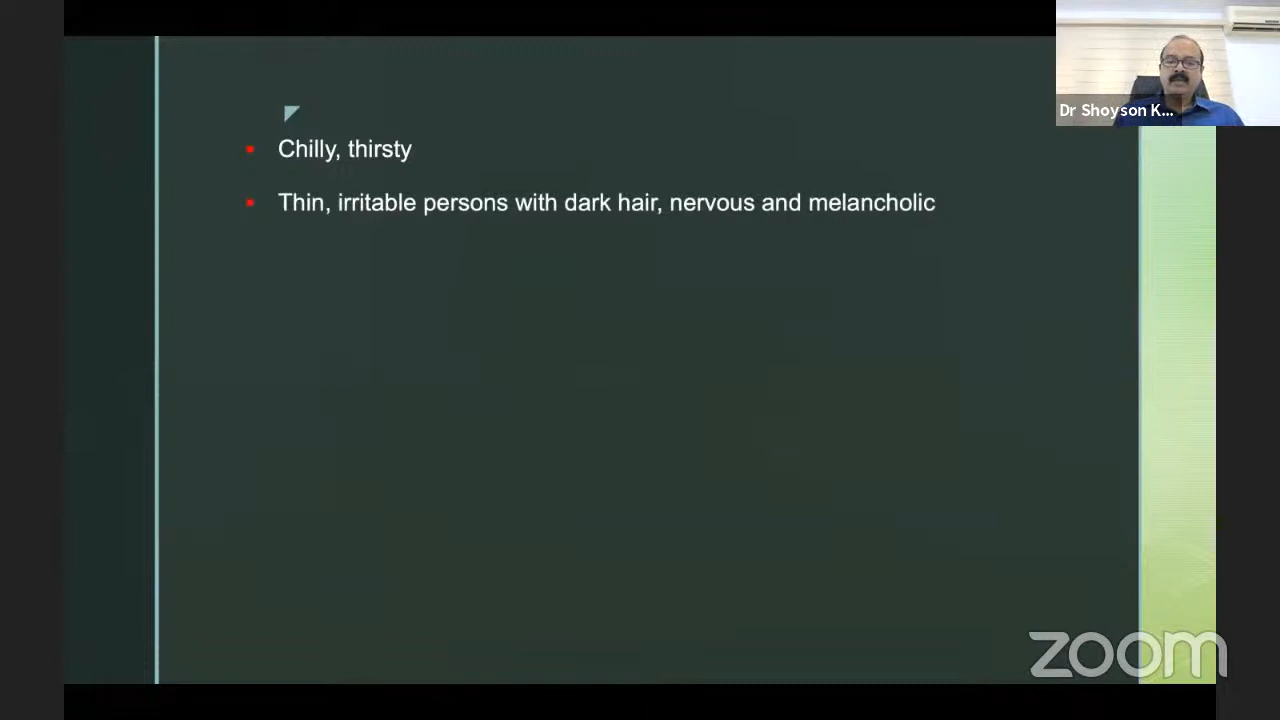 Dr Shoyson K...
Chilly, thirsty
Thin, irritable persons with dark hair, nervous and melancholic
zoom